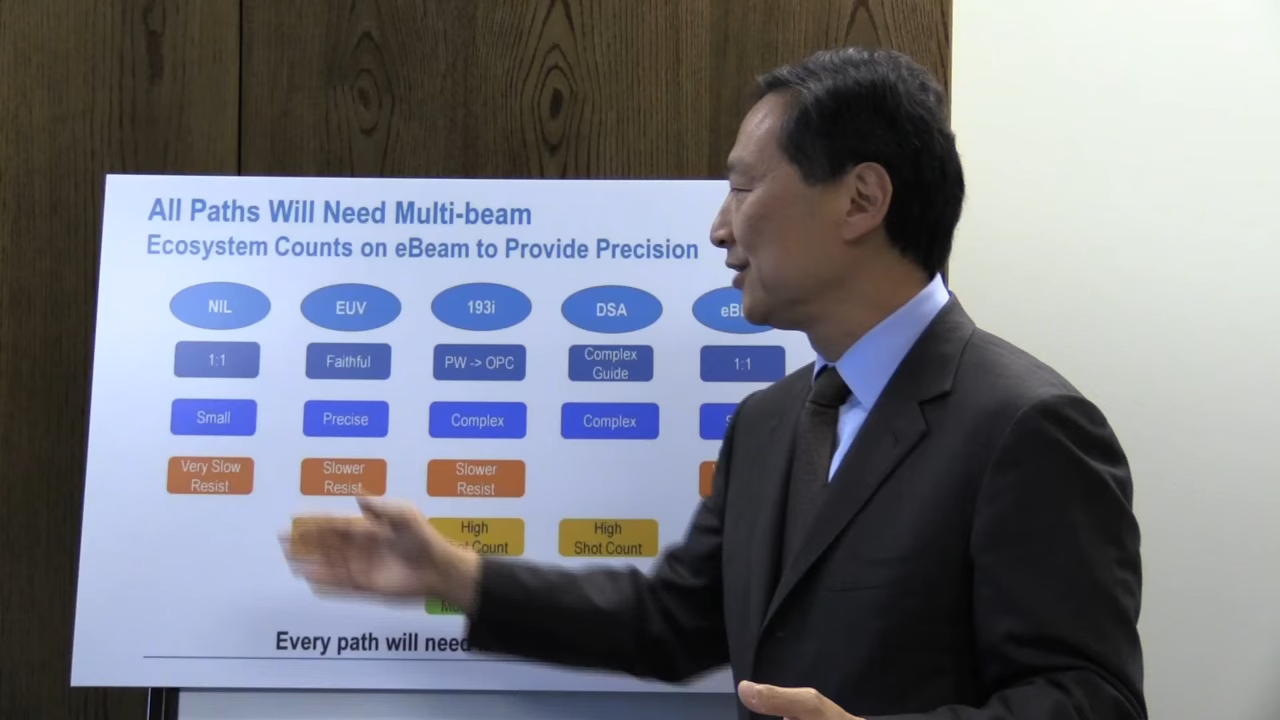 All Paths Will Need Multi-beam
Ecosystem Counts on eBeam to Provide Precision
NIL
EUV
193i
DSA
1:1
Faithful
PW -> OPC
Complex
Guide
1:1
Small
Precise
Complex
Complex
Very Slow
Resist
Slower
Resist
Slower
Resist
High
Count
High
Shot Count
Every path will need